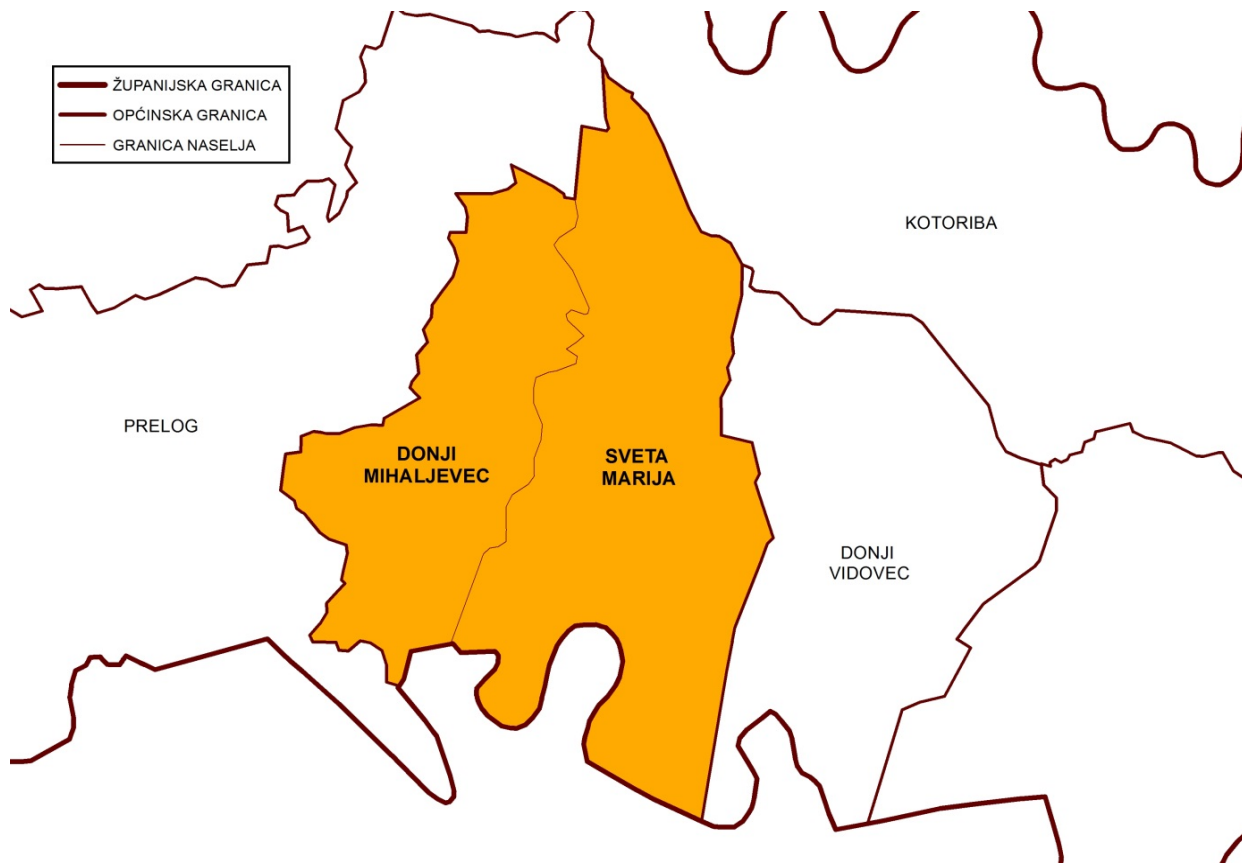 ŽUPANIJSKA GRANICA
OPĆINSKA GRANICA
GRANICA NASELJA
KOTORIBA
PRELOG
DONJI
MIHALJEVEC
SVETA
MARIJA
DONJI
VIDOVEC